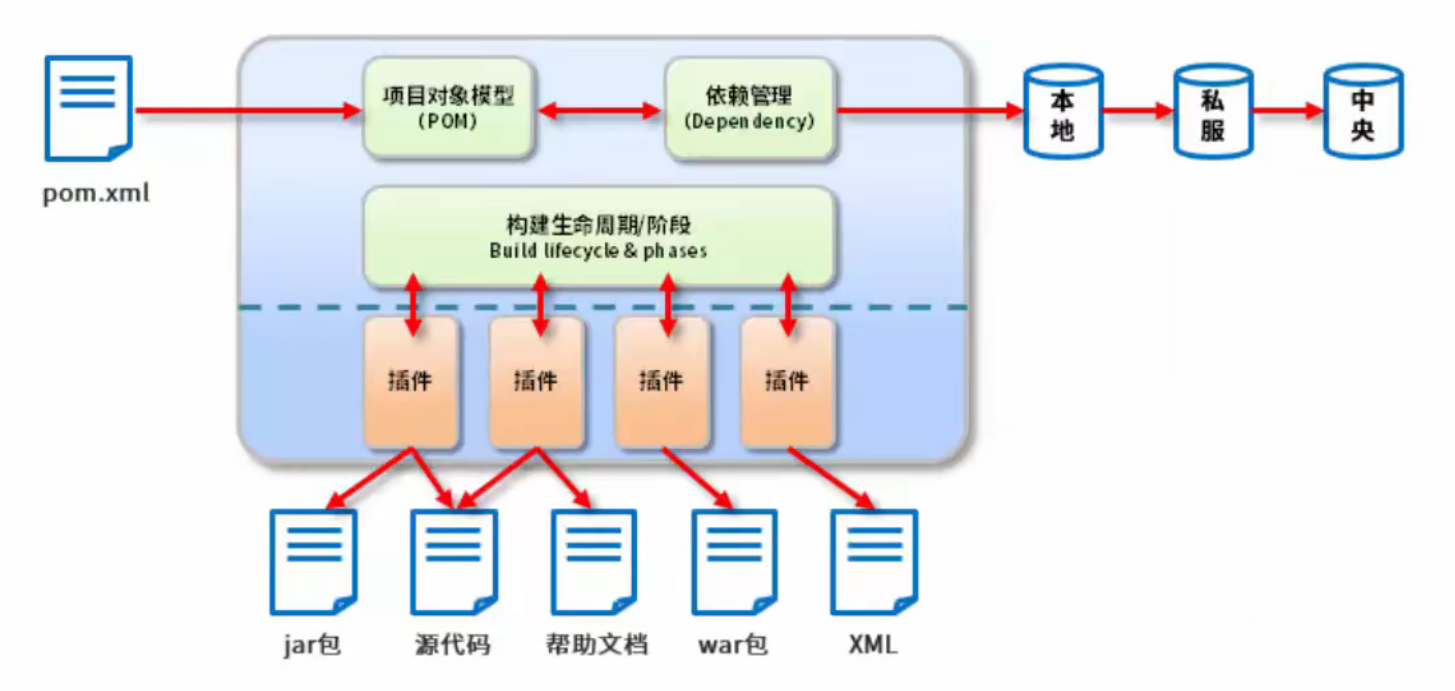 项目对象模型
（POM）
依赖管理
（Dependency）
本
地
私
服
中
央
pom.xml
构建生命周期/阶段
Build lifecycle & phases
插件
插件
插件
插件
jar包
源代码
帮助文档
war包
XML